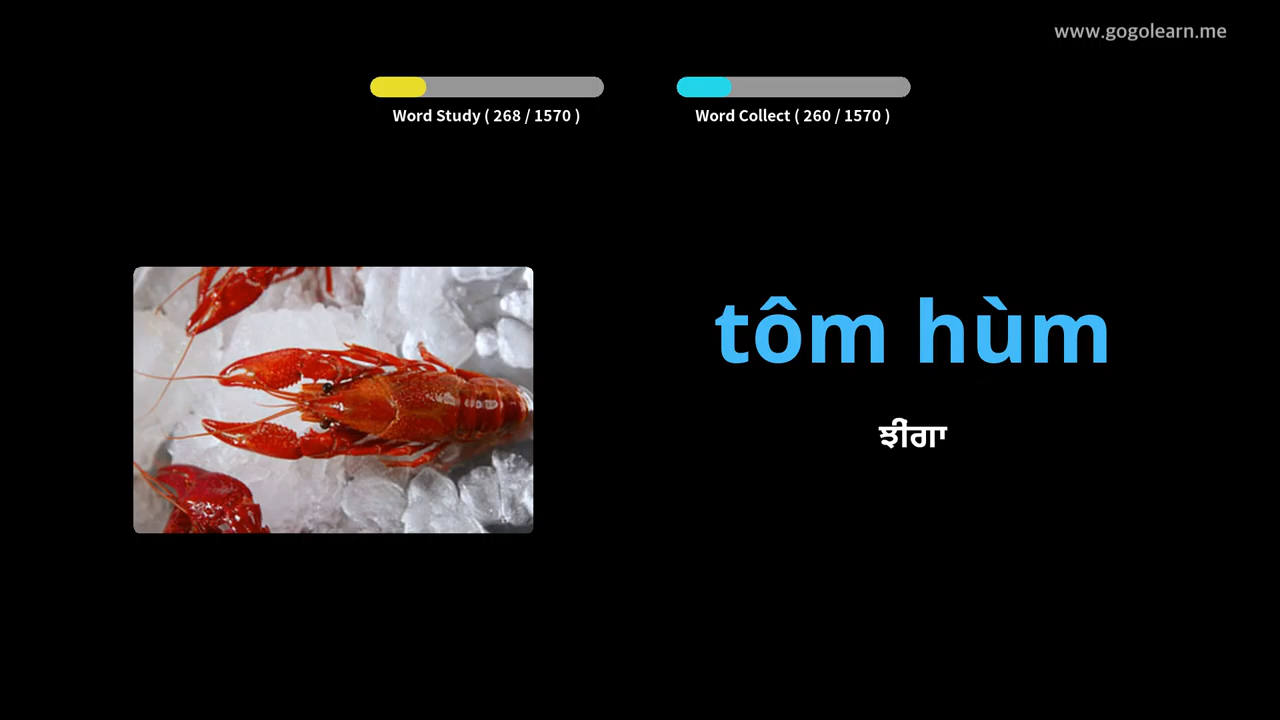 www.gogolearn.me
Word Study ( 268 / 1570 )
Word Collect ( 260 / 1570 )
tôm hùm
ਝੀਂਗਾ